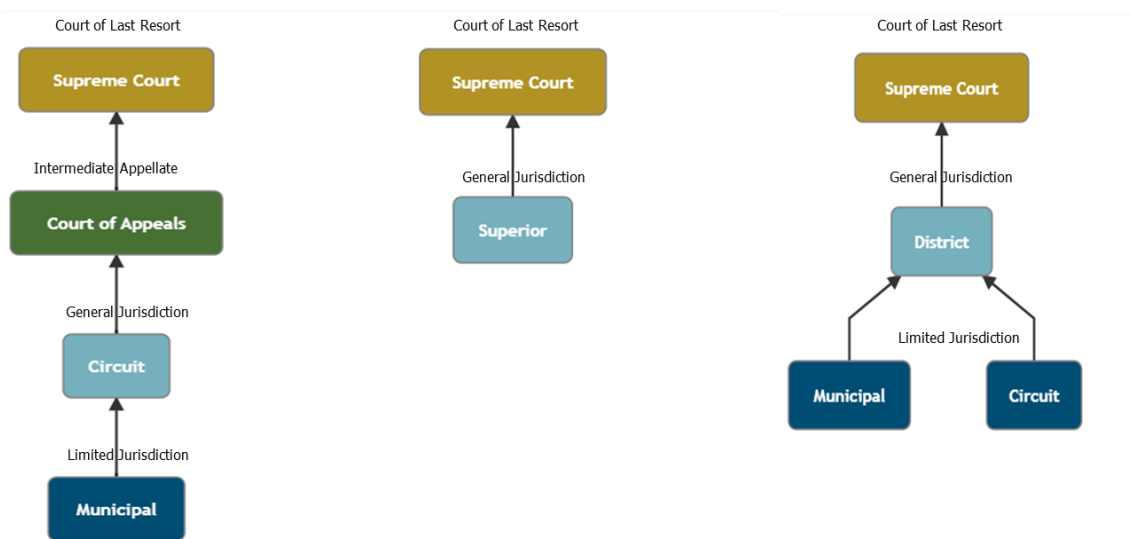 Court of Last Resort
Supreme Court
Intermediate Appellate
Court of Appeals
General Jurisdiction
Circuit
Limited Jurisdiction
Municipal
Court of Last Resort
Supreme Court
General Jurisdiction
Superior
Court of Last Resort
Supreme Court
General Jurisdiction
District
Limited Jurisdiction
Municipal
Circuit